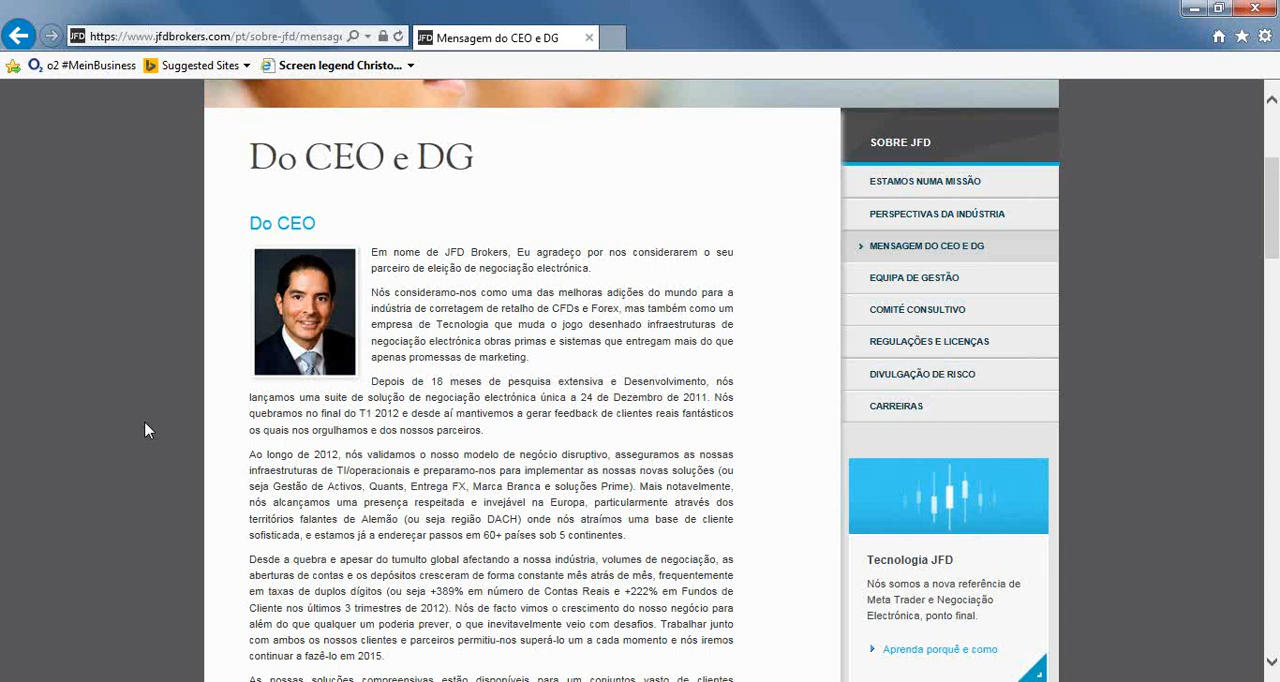 JFD https://www.jfdbrokers.com/pt/sobre-jfd/mensage
JFD Mensagem do CEO e DG
O2 o2 #MeinBusiness
Suggested Sites
Screen legend Christo...
Do CEO e DG
Do CEO
Em nome de JFD Brokers, Eu agradeço por nos considerarem o seu
parceiro de eleição de negociação electrónica.
Nós consideramo-nos como uma das melhoras adições do mundo para a
indústria de corretagem de retalho de CFDs e Forex, mas também como um
empresa de Tecnologia que muda o jogo desenhado infraestruturas de
negociação electrónica obras primas e sistemas que entregam mais do que
apenas promessas de marketing.
Depois de 18 meses de pesquisa extensiva e Desenvolvimento, nós
lançamos uma suite de solução de negociação electrónica única a 24 de Dezembro de 2011. Nós
quebramos no final do T1 2012 e desde aí mantivemos a gerar feedback de clientes reais fantásticos
os quais nos orgulhamos e dos nossos parceiros.
Ao longo de 2012, nós validamos o nosso modelo de negócio disruptivo, asseguramos as nossas
infraestruturas de TI/operacionais e preparamo-nos para implementar as nossas novas soluções (ou
seja Gestão de Activos, Quants, Entrega FX, Marca Branca e soluções Prime). Mais notavelmente,
nós alcançamos uma presença respeitada e invejável na Europa, particularmente através dos
territórios falantes de Alemão (ou seja região DACH) onde nós atraímos uma base de cliente
sofisticada, e estamos já a endereçar passos em 60+ países sob 5 continentes.
Desde a quebra e apesar do tumulto global afectando a nossa indústria, volumes de negociação, as
aberturas de contas e os depósitos cresceram de forma constante mês atrás de mês, frequentemente
em taxas de duplos dígitos (ou seja +389% em número de Contas Reais e +222% em Fundos de
Cliente nos últimos 3 trimestres de 2012). Nós de facto vimos o crescimento do nosso negócio para
além do que qualquer um poderia prever, o que inevitavelmente veio com desafios. Trabalhar junto
com ambos os nossos clientes e parceiros permitiu-nos superá-lo um a cada momento e nós iremos
continuar a fazê-lo em 2015.
As nossas soluções compreensivas estão disponíveis para um conjuntos vasto de clientes
SOBRE JFD
ESTAMOS NUMA MISSÃO
PERSPECTIVAS DA INDÚSTRIA
MENSAGEM DO CEO E DG
EQUIPA DE GESTÃO
COMITÉ CONSULTIVO
REGULAÇÕES E LICENÇAS
DIVULGAÇÃO DE RISCO
CARREIRAS
Tecnologia JFD
Nós somos a nova referência de
Meta Trader e Negociação
Electrónica, ponto final.
Aprenda porquê e como